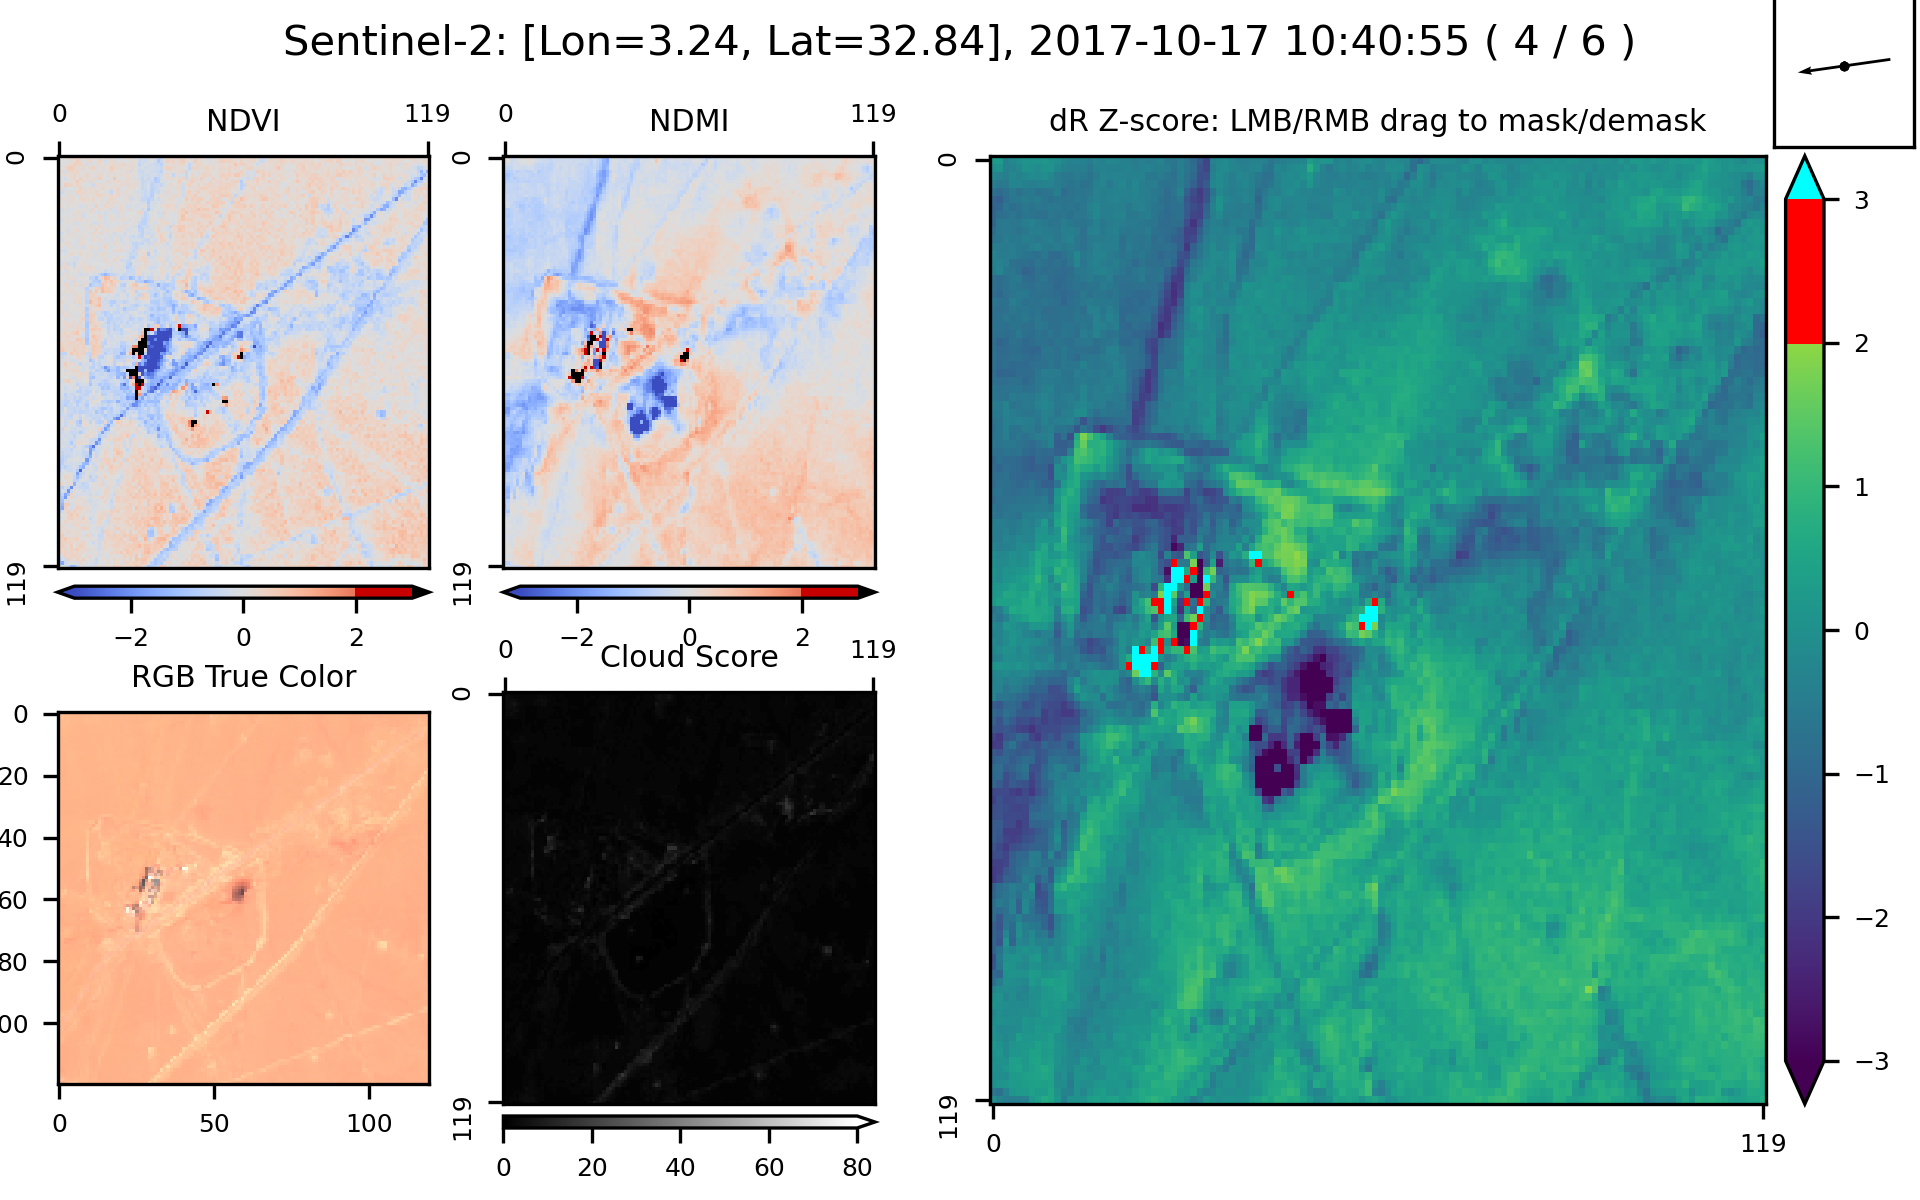 Sentinel-2: [Lon=3.24, Lat=32.84], 2017-10-17 10:40:55 ( 4 / 6 )
0 NDVI 119
0 NDMI 119
dR Z-score: LMB/RMB drag to mask/demask
0
0
0
3
2
1
0
−1
−2
−3
119
119
−2 0 2
−2 0 2
0 Cloud Score 119
RGB True Color
0
20
40
60
80
00
0
119
119
0 50 100
0 20 40 60 80
0 119